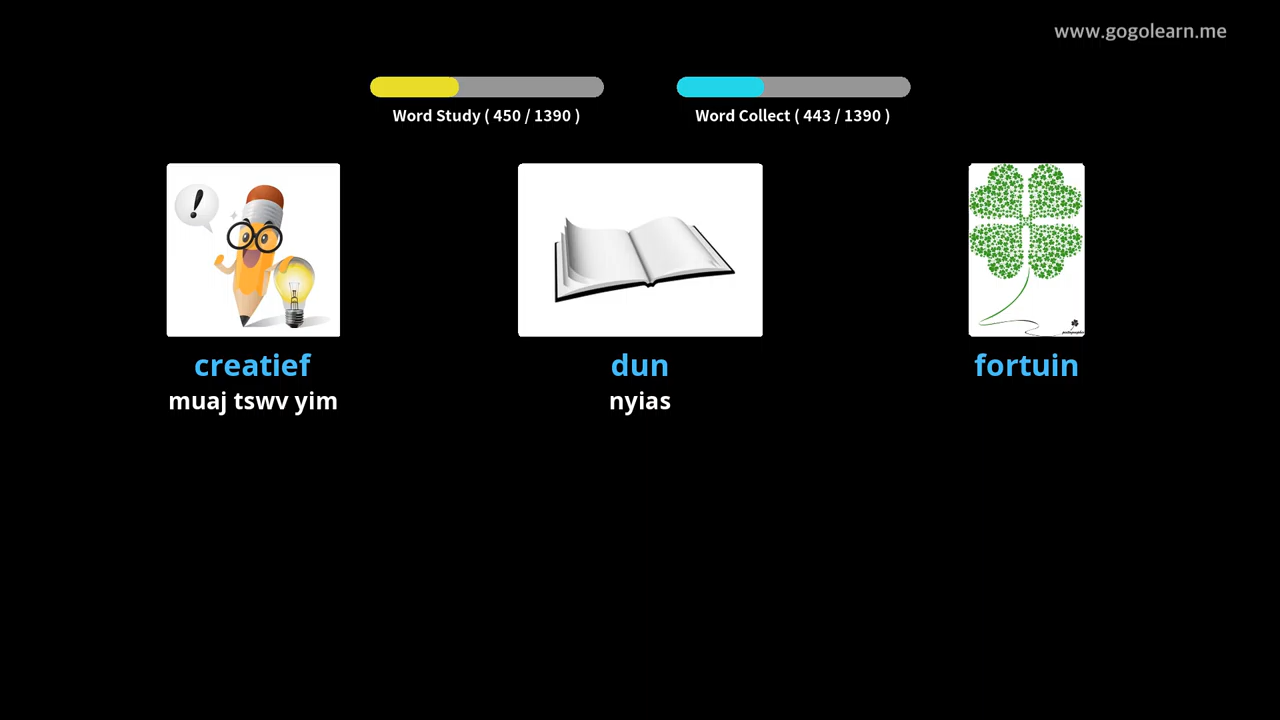 www.gogolearn.me
Word Study ( 450 / 1390 )
Word Collect ( 443 / 1390 )
!
creatief
dun
fortuin
muaj tswv yim
nyias